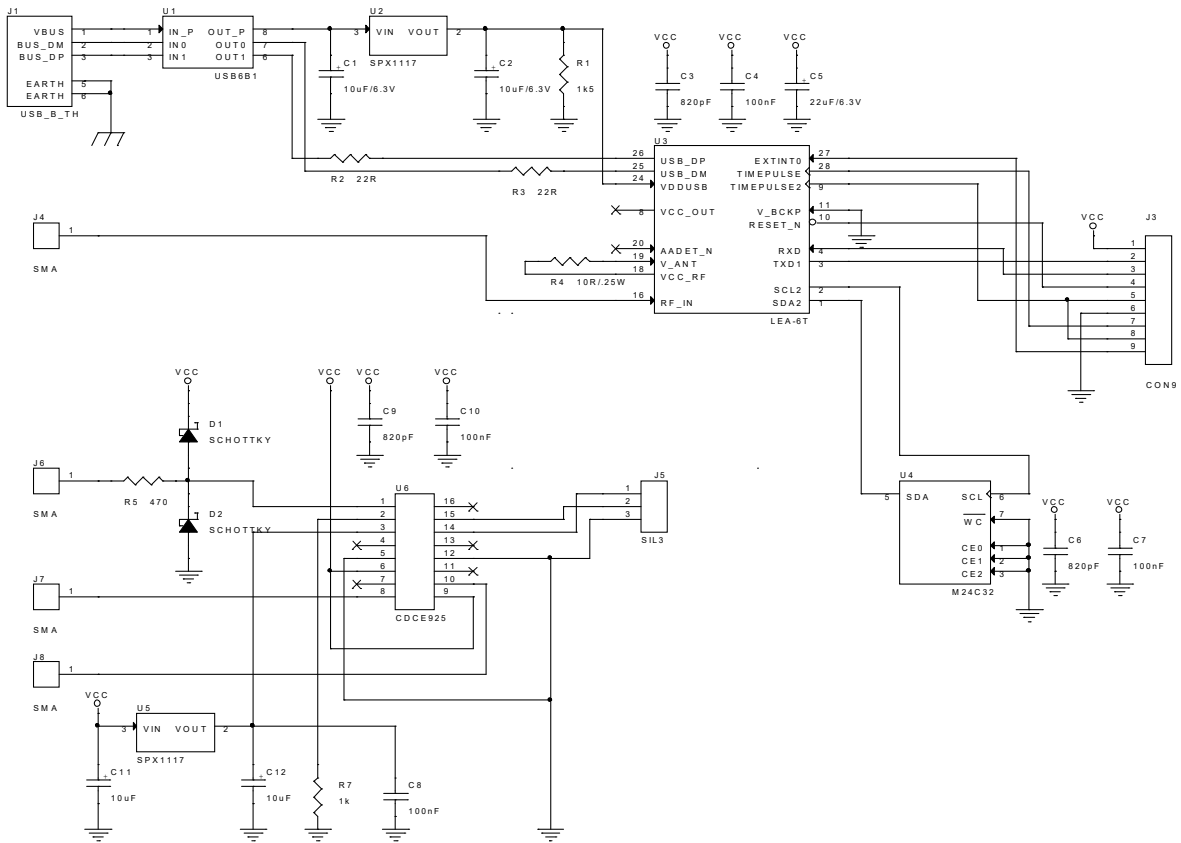 J1
VBUS 1
BUS_DM 2
BUS_DP 3
EARTH 5
EARTH 6
USB_B_TH
U1
1 IN_P OUT_P 8
2 IN0 OUT0 7
3 IN1 OUT1 6
USB6B1
U2
3 VIN VOUT 2
SPX1117
C1
10uF/6.3V
C2
10uF/6.3V
R1
1k5
VCC VCC VCC
C3
820pF
C4
100nF
C5
22uF/6.3V
R2 22R
R3 22R
U3
26 USB_DP EXTINT0 27
25 USB_DM TIMEPULSE 28
24 VDDUSB TIMEPULSE2 9
8 VCC_OUT V_BCKP 11
RESET_N 10
20 AADET_N RXD 4
19 V_ANT TXD1 3
18 VCC_RF
SCL2 2
16 RF_IN SDA2 1
LEA-6T
R4 10R/.25W
J4
1
SMA
VCC
J3
1
2
3
4
5
6
7
8
9
CON9
VCC VCC VCC VCC
D1
SCHOTTKY
C9
820pF
C10
100nF
J6
1
SMA
R5 470
D2
SCHOTTKY
U6
1 16
2 15
3 14
4 13
5 12
6 11
7 10
8 9
CDCE925
J5
1
2
3
SIL3
U4
5 SDA SCL 6
WC 7
CE0 1
CE1 2
CE2 3
M24C32
VCC VCC
C6
820pF
C7
100nF
J7
1
SMA
J8
1
SMA
VCC
U5
3 VIN VOUT 2
SPX1117
C11
10uF
C12
10uF
R7
1k
C8
100nF